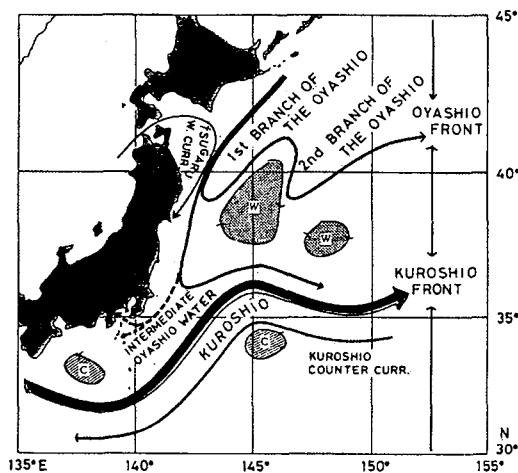 45°
1ST BRANCH OF
THE OYASHIO
2nd BRANCH OF
THE OYASHIO
OYASHIO
FRONT
TSUGARU
W. CURR.
40°
W
W
KUROSHIO
FRONT
INTERMEDIATE
OYASHIO WATER
KUROSHIO
35°
C
C
KUROSHIO
COUNTER CURR.
N
30°
135°E
140°
145°
150°
155°